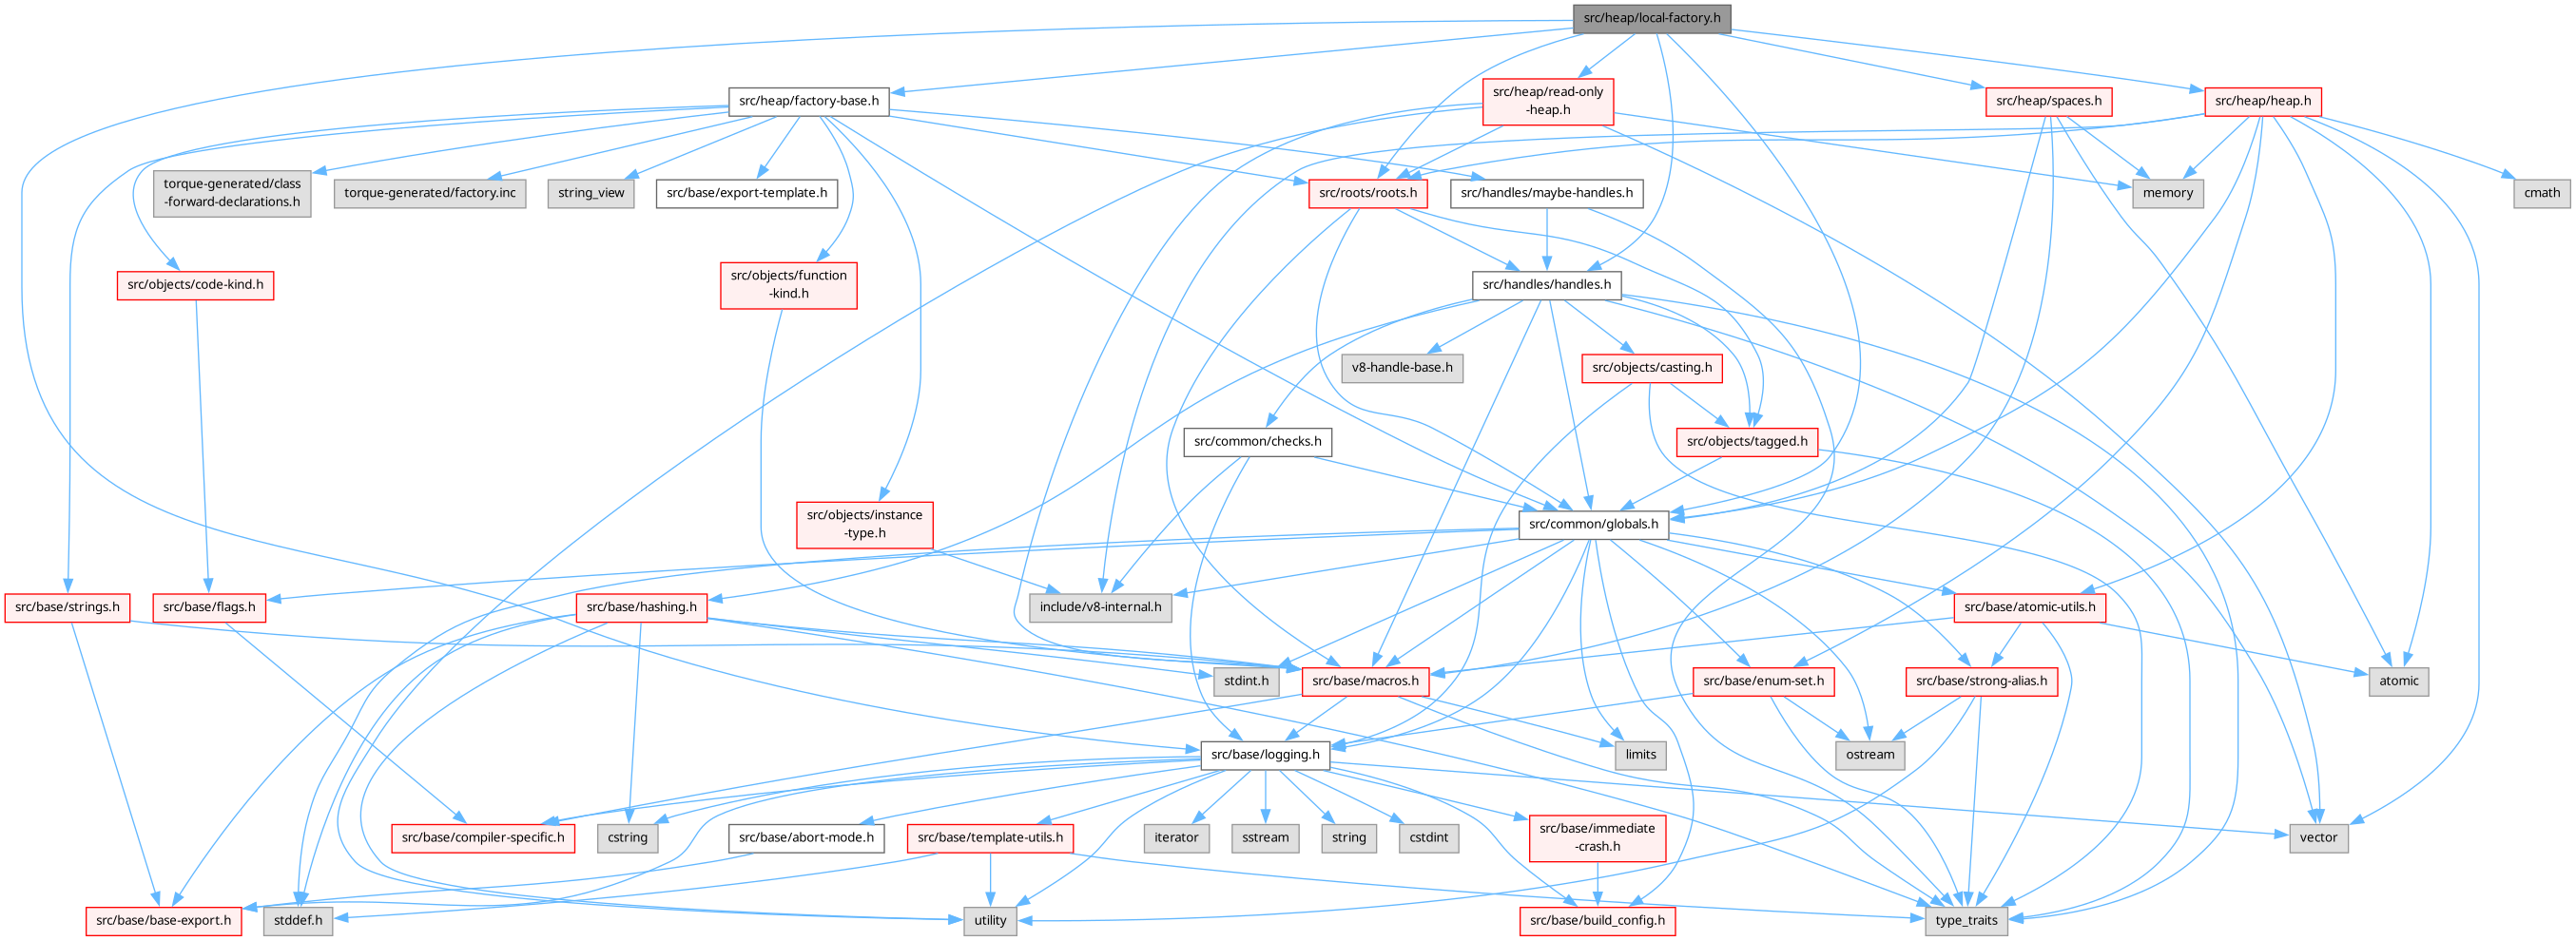 src/heap/local-factory.h
src/heap/factory-base.h
src/heap/read-only
-heap.h
src/heap/spaces.h
src/heap/heap.h
torque-generated/class
-forward-declarations.h
torque-generated/factory.inc
string_view
src/base/export-template.h
src/roots/roots.h
src/handles/maybe-handles.h
memory
cmath
src/objects/code-kind.h
src/objects/function
-kind.h
src/handles/handles.h
v8-handle-base.h
src/objects/casting.h
src/common/checks.h
src/objects/tagged.h
src/objects/instance
-type.h
src/common/globals.h
src/base/strings.h
src/base/flags.h
src/base/hashing.h
include/v8-internal.h
src/base/atomic-utils.h
stdint.h
src/base/macros.h
src/base/enum-set.h
src/base/strong-alias.h
atomic
src/base/logging.h
limits
ostream
src/base/compiler-specific.h
cstring
src/base/abort-mode.h
src/base/template-utils.h
iterator
sstream
string
cstdint
src/base/immediate
-crash.h
vector
src/base/base-export.h
stddef.h
utility
src/base/build_config.h
type_traits